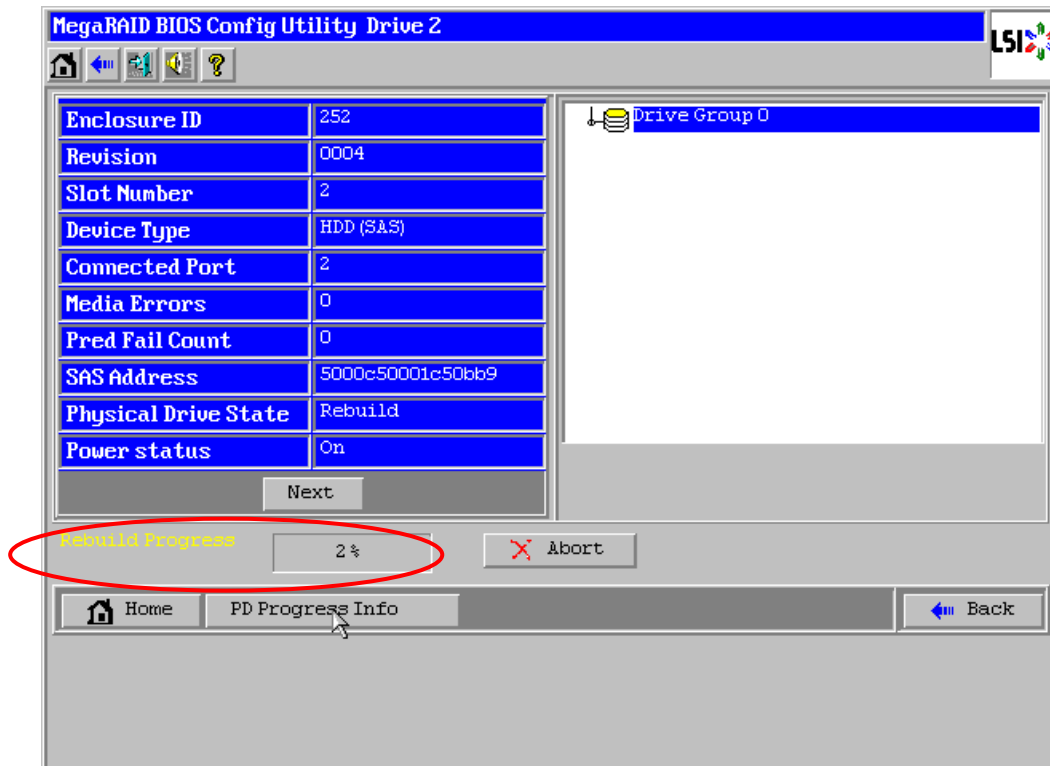 MegaRAID BIOS Config Utility Drive 2
LSI
?
Enclosure ID 252
Revision 0004
Slot Number 2
Device Type HDD (SAS)
Connected Port 2
Media Errors 0
Pred Fail Count 0
SAS Address 5000c50001c50bb9
Physical Drive State Rebuild
Power status On
Next
Drive Group 0
Rebuild Progress 2%
Abort
Home PD Progress Info Back